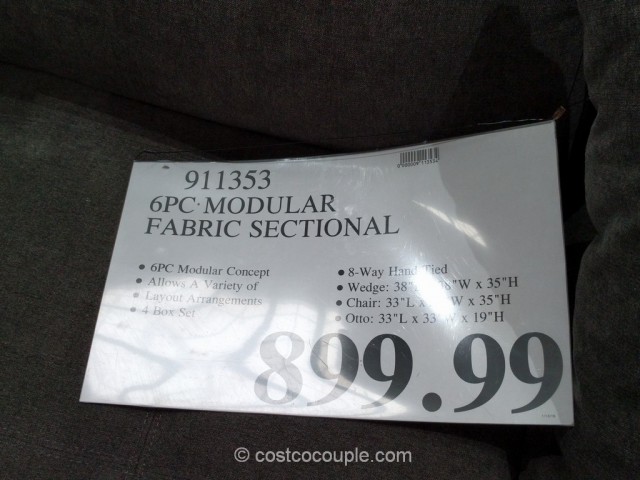 911353
6PC MODULAR
FABRIC SECTIONAL
• 6PC Modular Concept
• Allows A Variety of
• Layout Arrangements
• 4 Box Set
• 8-Way Hand Tied
• Wedge: 38" "W x 35"H
• Chair: 33"L x "W x 35"H
• Otto: 33"L x 33"W x 19"H
899.99
© costcocouple.com